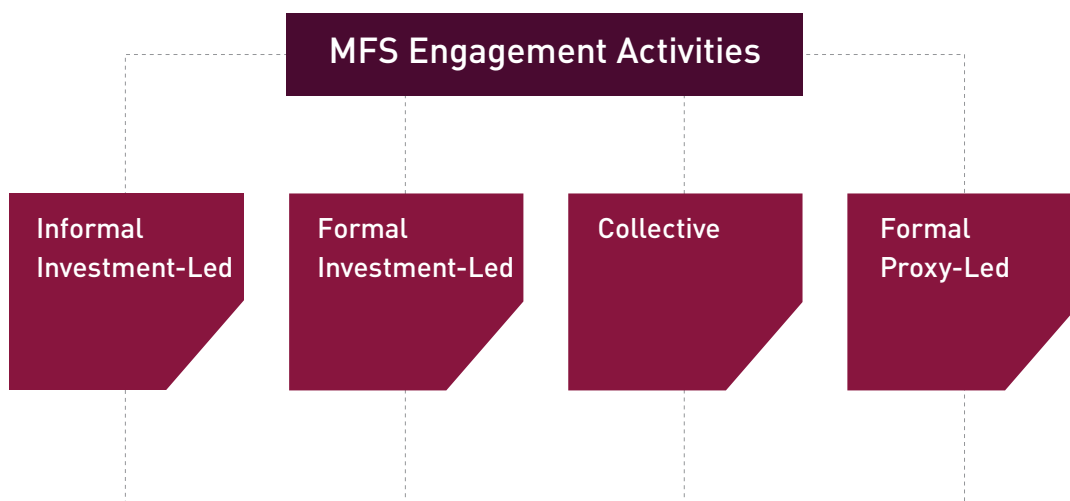 MFS Engagement Activities
Informal
Investment-Led
Formal
Investment-Led
Collective
Formal
Proxy-Led